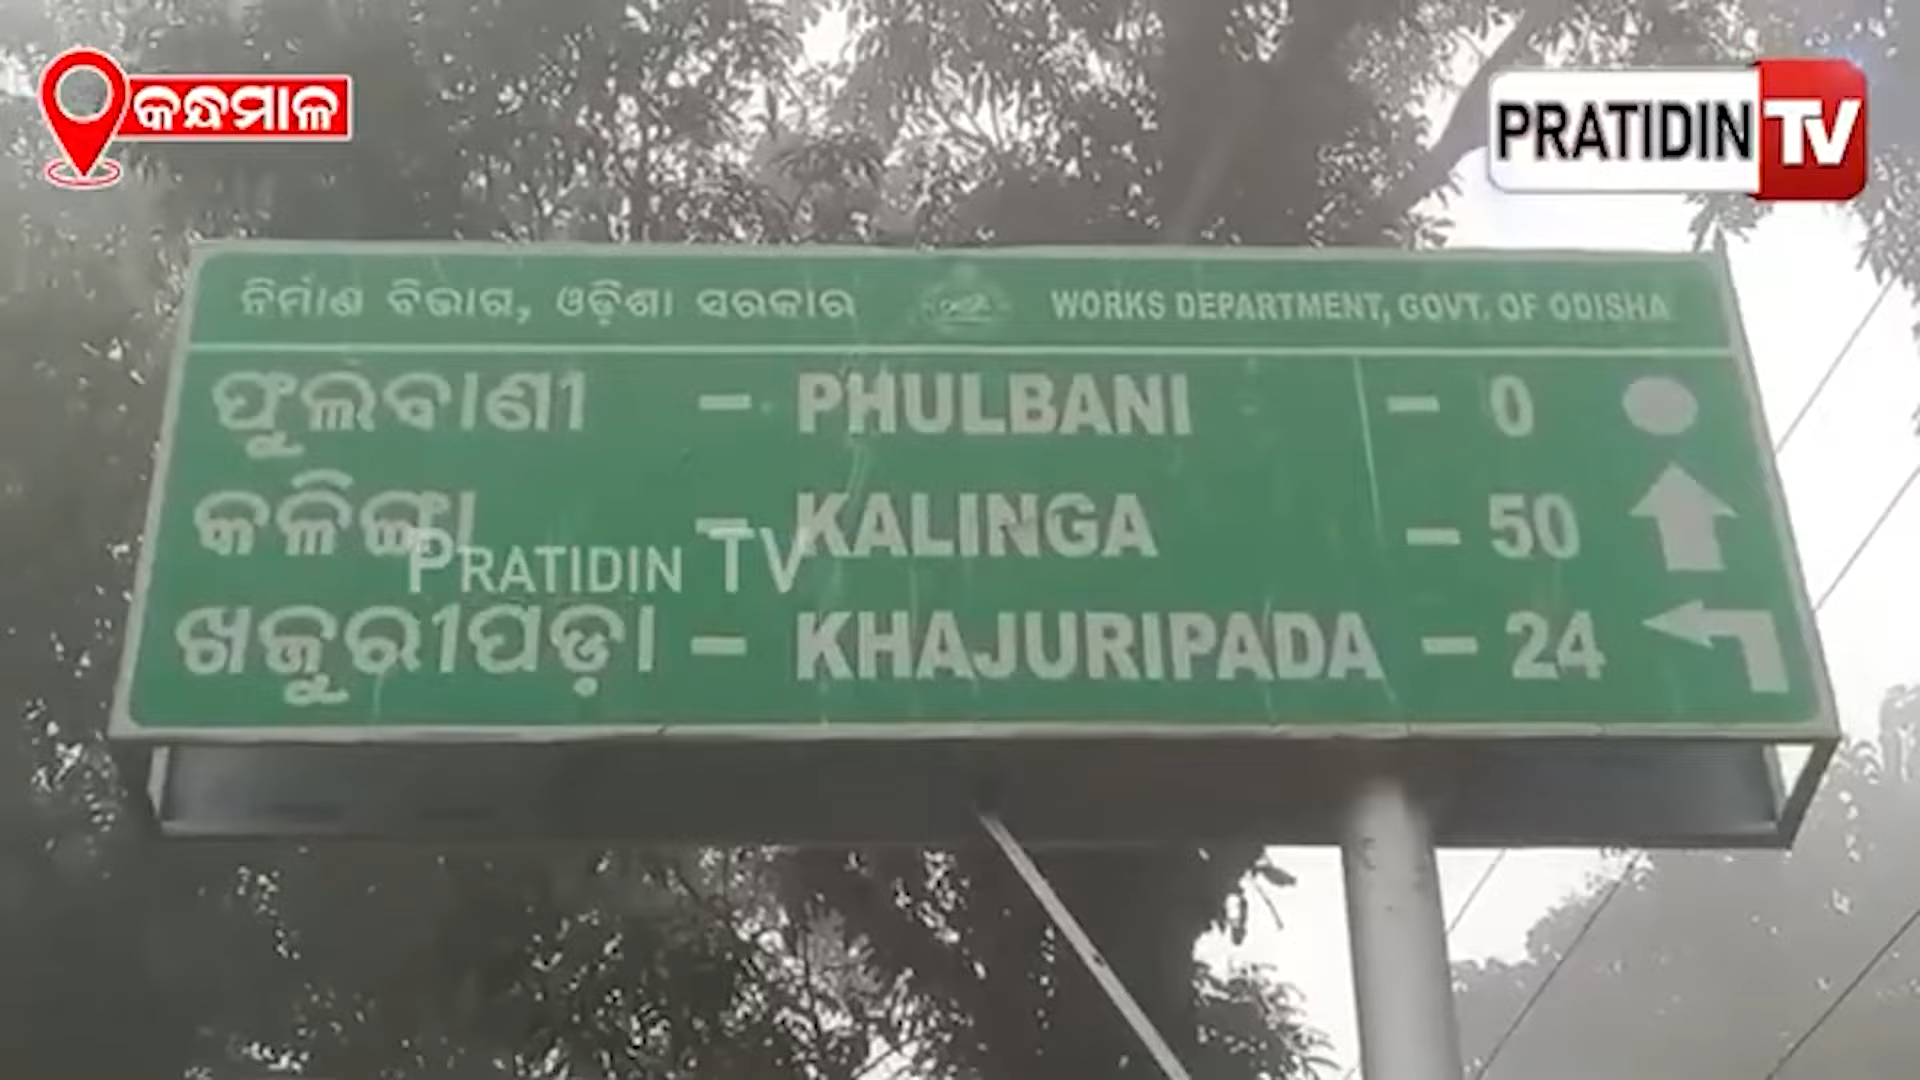 କନ୍ଧମାଳ
PRATIDIN TV
ନିର୍ମାଣ ବିଭାଗ, ଓଡ଼ିଶା ସରକାର WORKS DEPARTMENT, GOVT. OF ODISHA
ଫୁଲବାଣୀ - PHULBANI - 0
କଳିଙ୍ଗା - KALINGA - 50
PRATIDIN TV
ଖଜୁରୀପଡ଼ା - KHAJURIPADA - 24